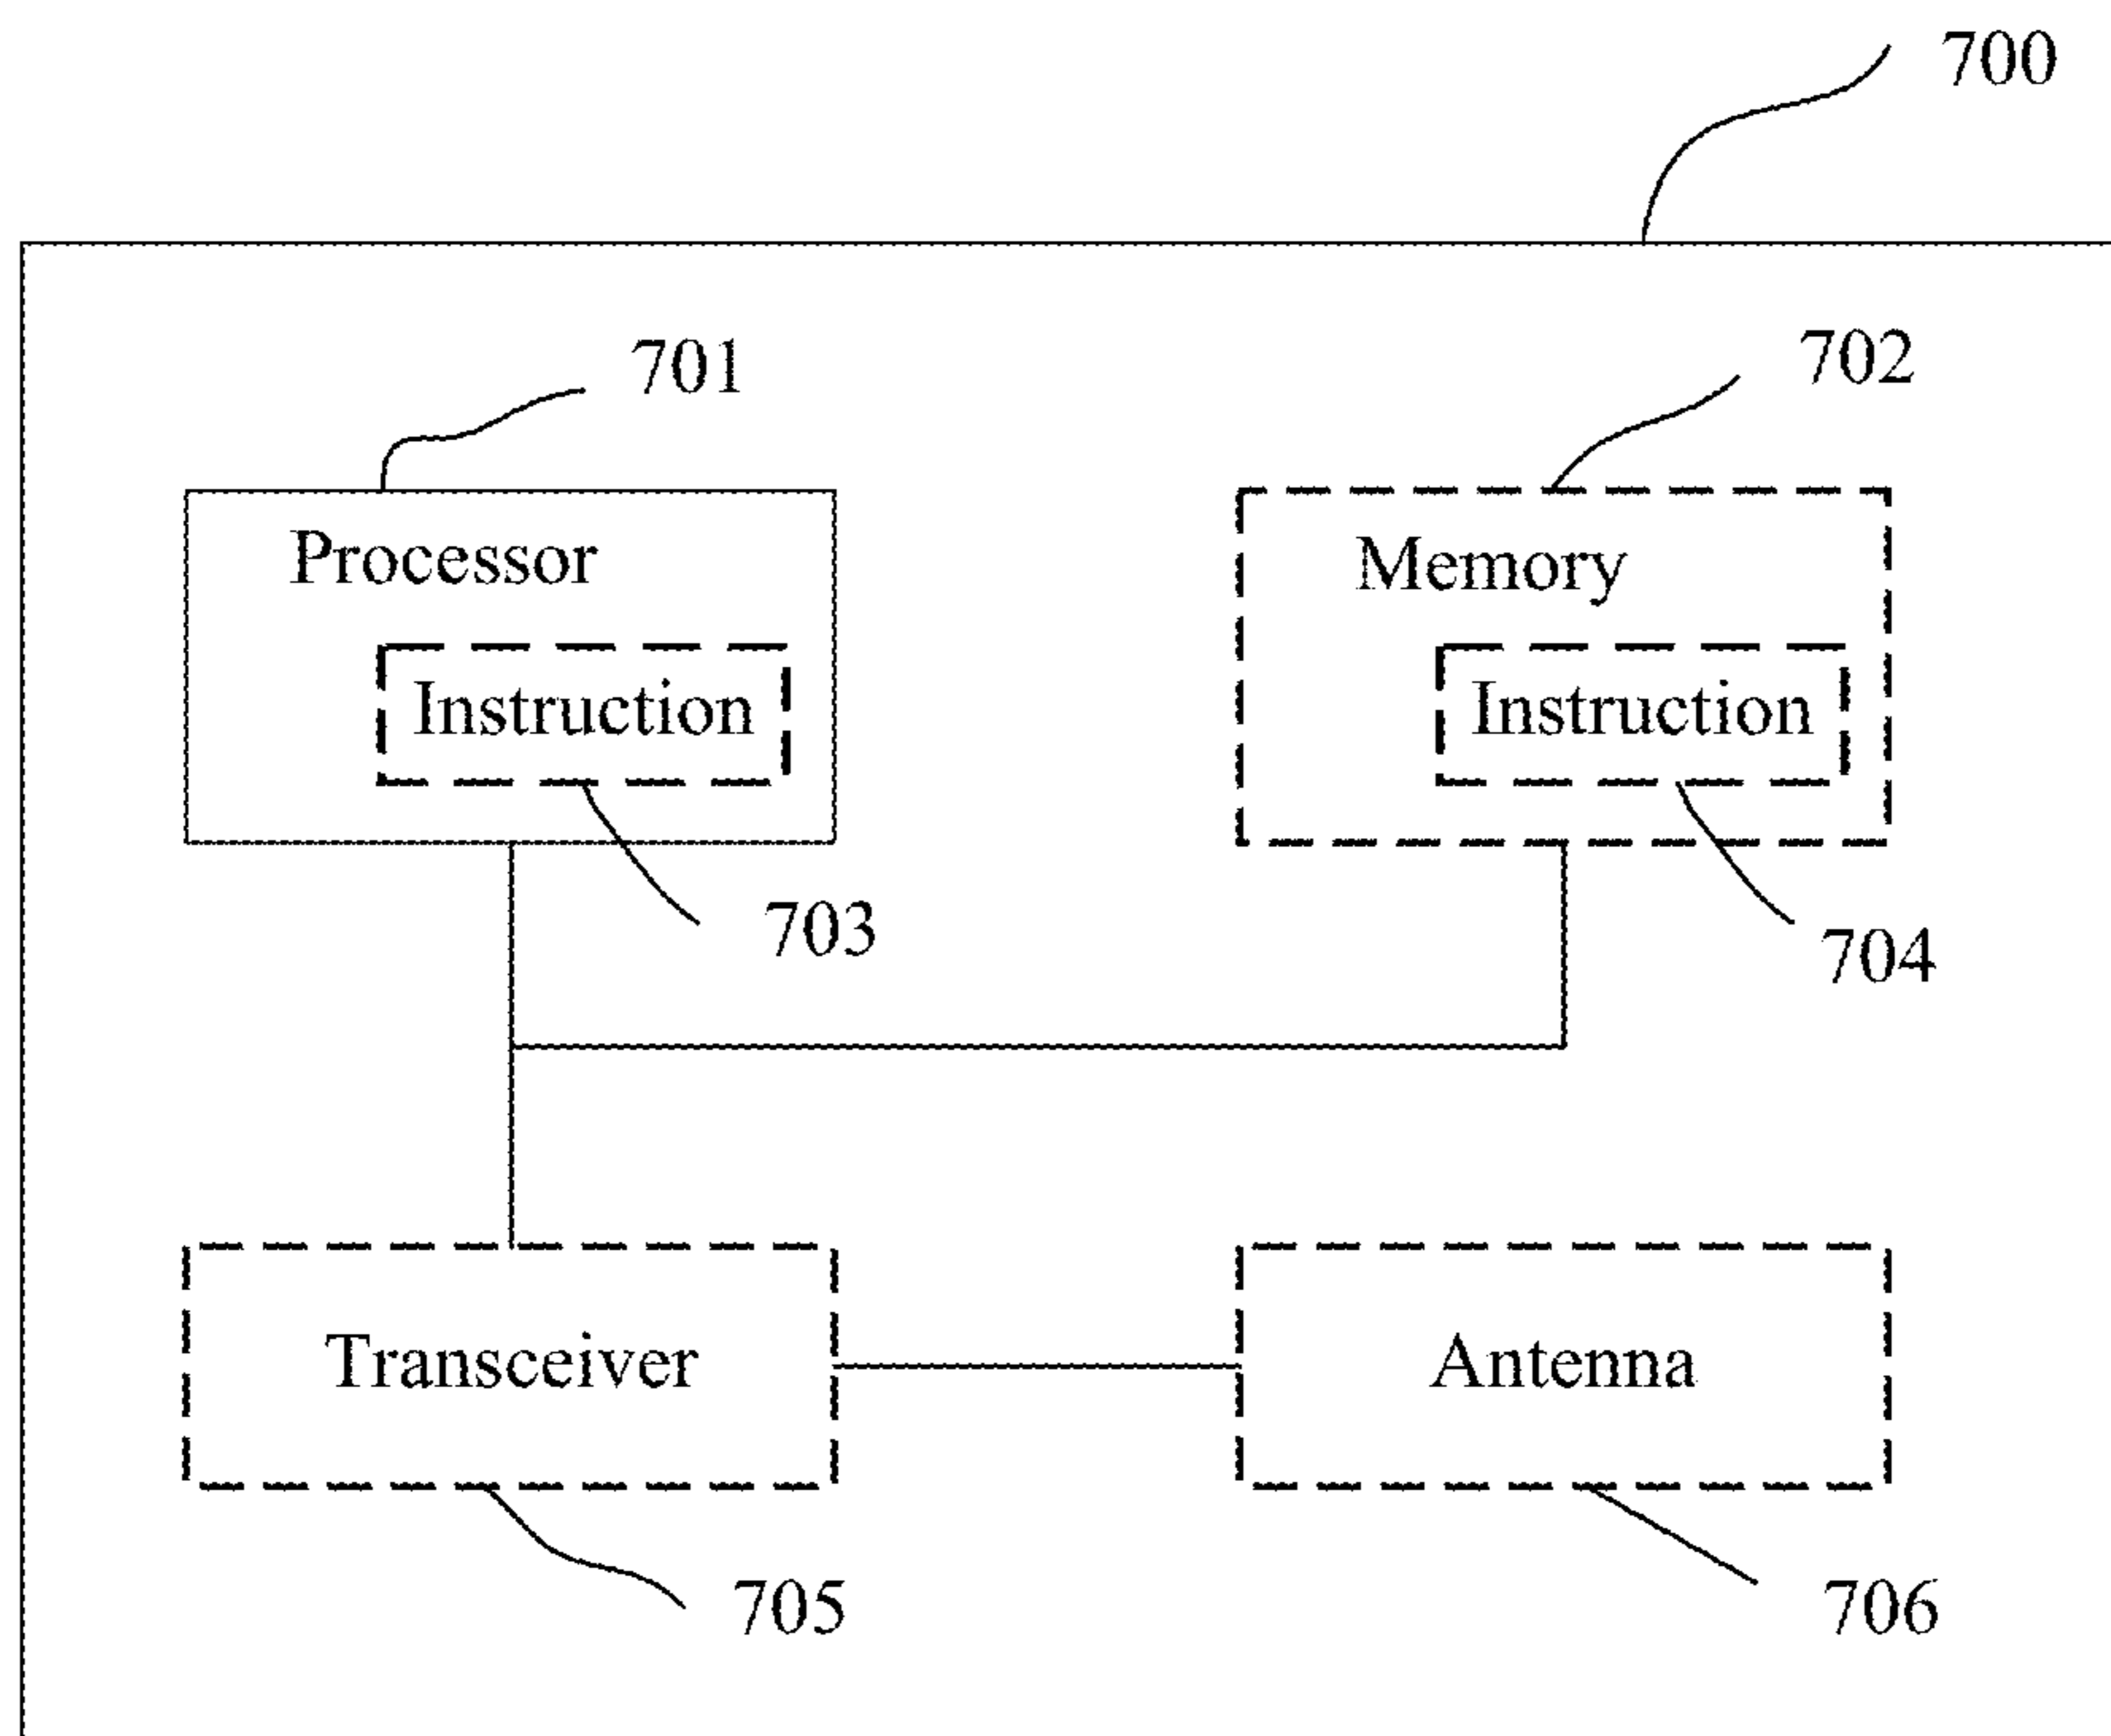 700
701
702
Processor
Memory
Instruction
Instruction
703
704
Transceiver
Antenna
705
706